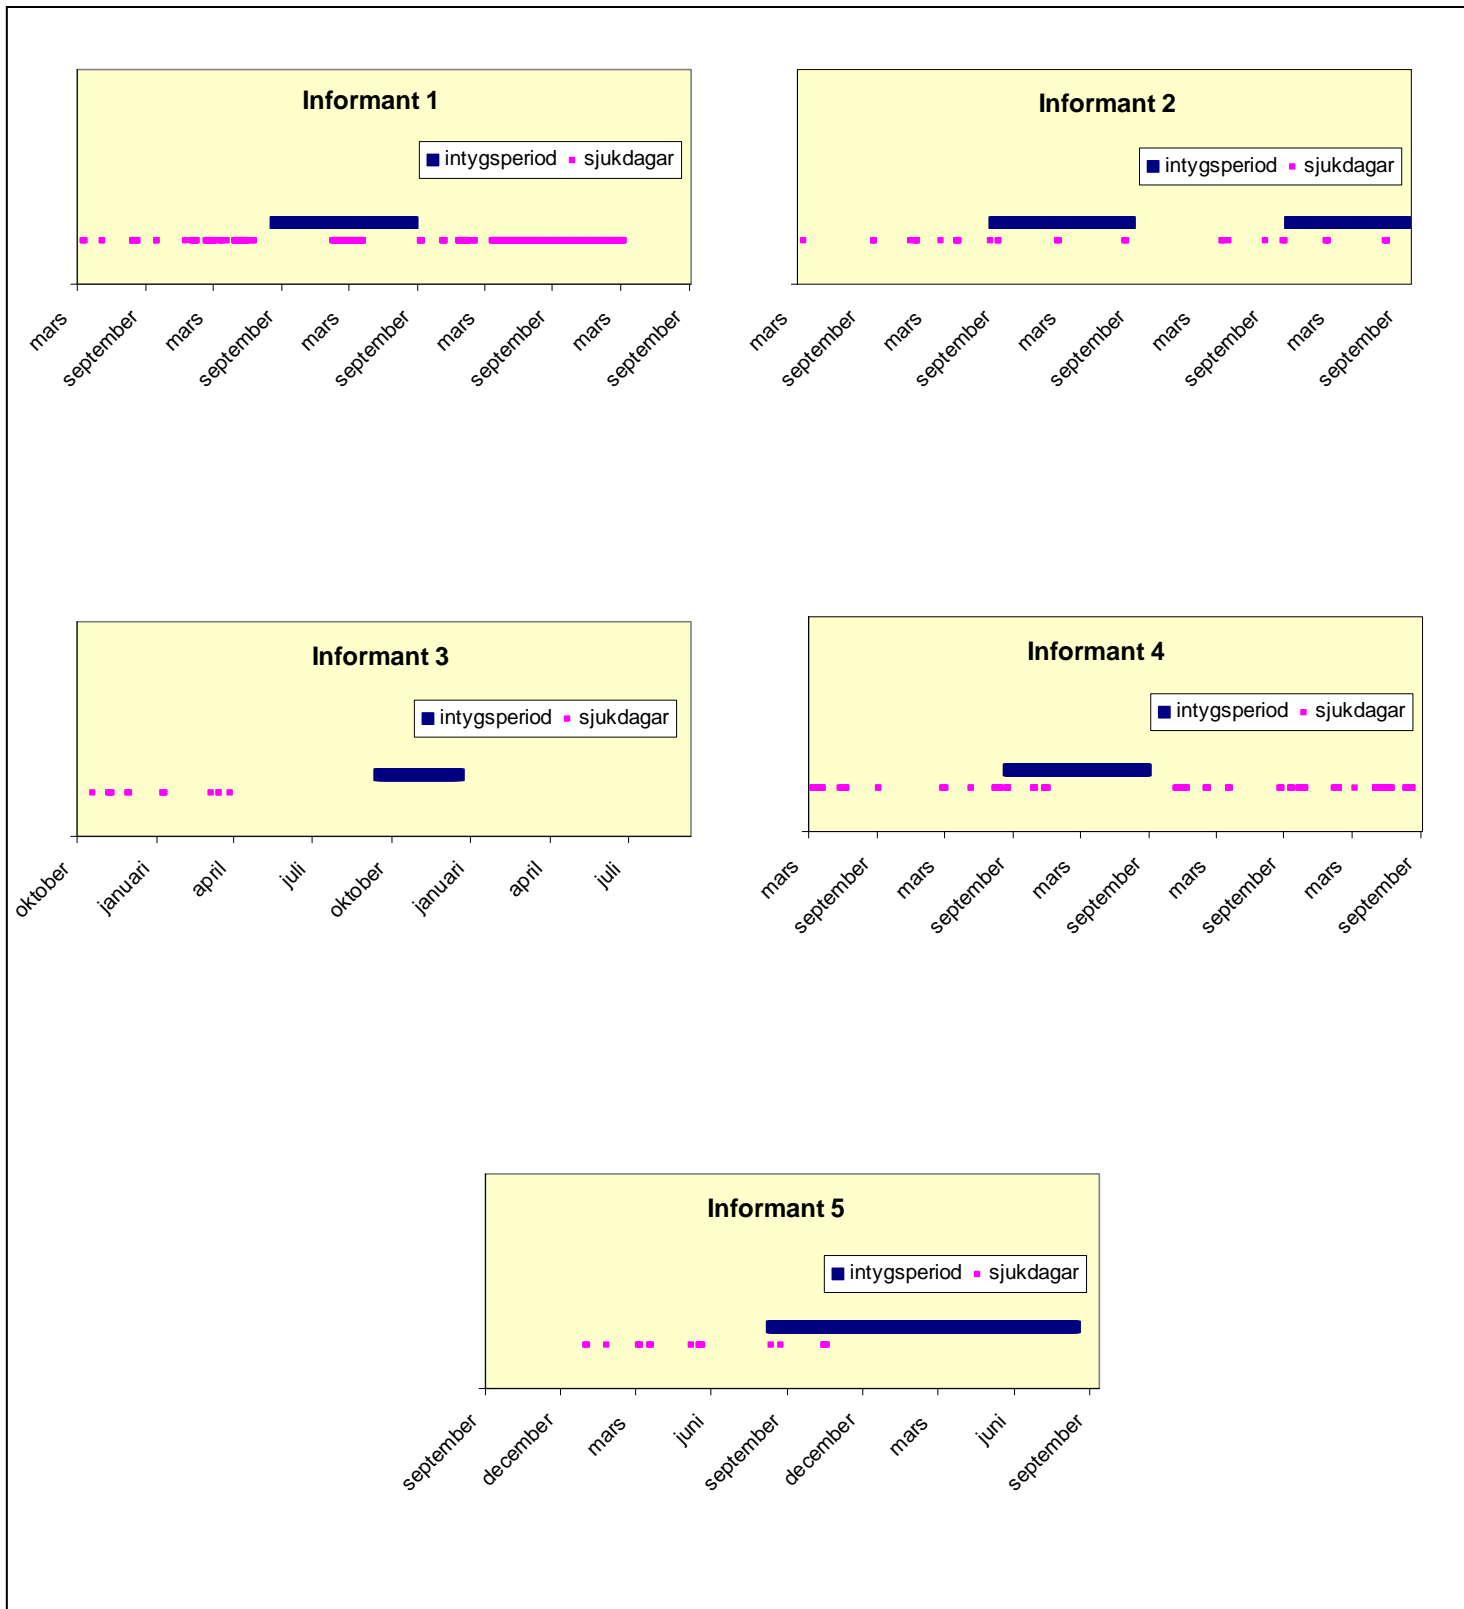 Informant 1
intygsperiod sjukdagar
mars september mars september mars september mars september mars september
Informant 2
intygsperiod sjukdagar
mars september mars september mars september mars september mars september
Informant 3
intygsperiod sjukdagar
oktober januari april juli oktober januari april juli
Informant 4
intygsperiod sjukdagar
mars september mars september mars september mars september mars september
Informant 5
intygsperiod sjukdagar
september december mars juni september december mars juni september